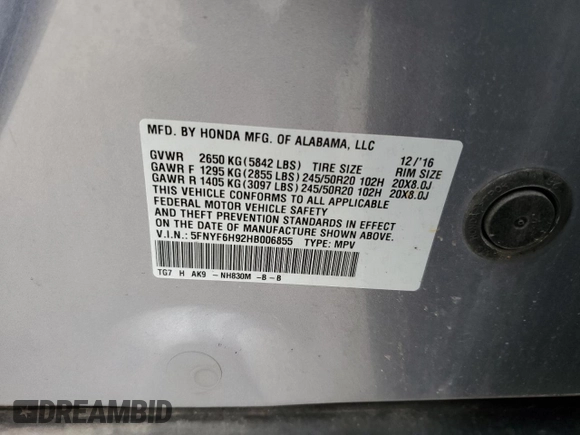 MFD. BY HONDA MFG. OF ALABAMA, LLC
GVWR 2650 KG (5842 LBS) TIRE SIZE 12/'16 RIM SIZE
GAWR F 1295 KG (2855 LBS) 245/50R20 102H 20X8.0J
GAWR R 1405 KG (3097 LBS) 245/50R20 102H 20X8.0J
THIS VEHICLE CONFORMS TO ALL APPLICABLE
FEDERAL MOTOR VEHICLE SAFETY
AND THEFT PREVENTION STANDARDS IN EFFECT
ON THE DATE OF MANUFACTURE SHOWN ABOVE.
V.I.N.: 5FNYF6H92HB006855 TYPE: MPV
TG7 H AK9 -NH830M -B-B
DREAMBID